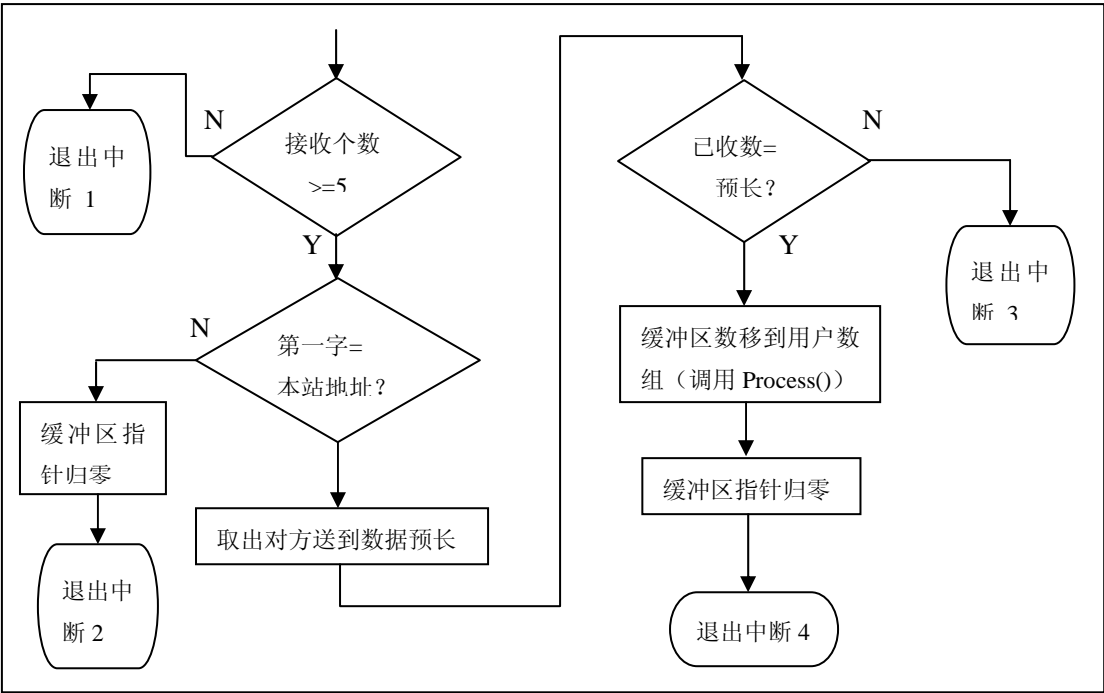 N
接收个数
>=5
退出中
断 1
Y
N
第一字=
本站地址？
缓冲区指
针归零
取出对方送到数据预长
退出中
断 2
已收数=
预长？
N
Y
退出中
断 3
缓冲区数移到用户数
组（调用 Process()）
缓冲区指针归零
退出中断 4